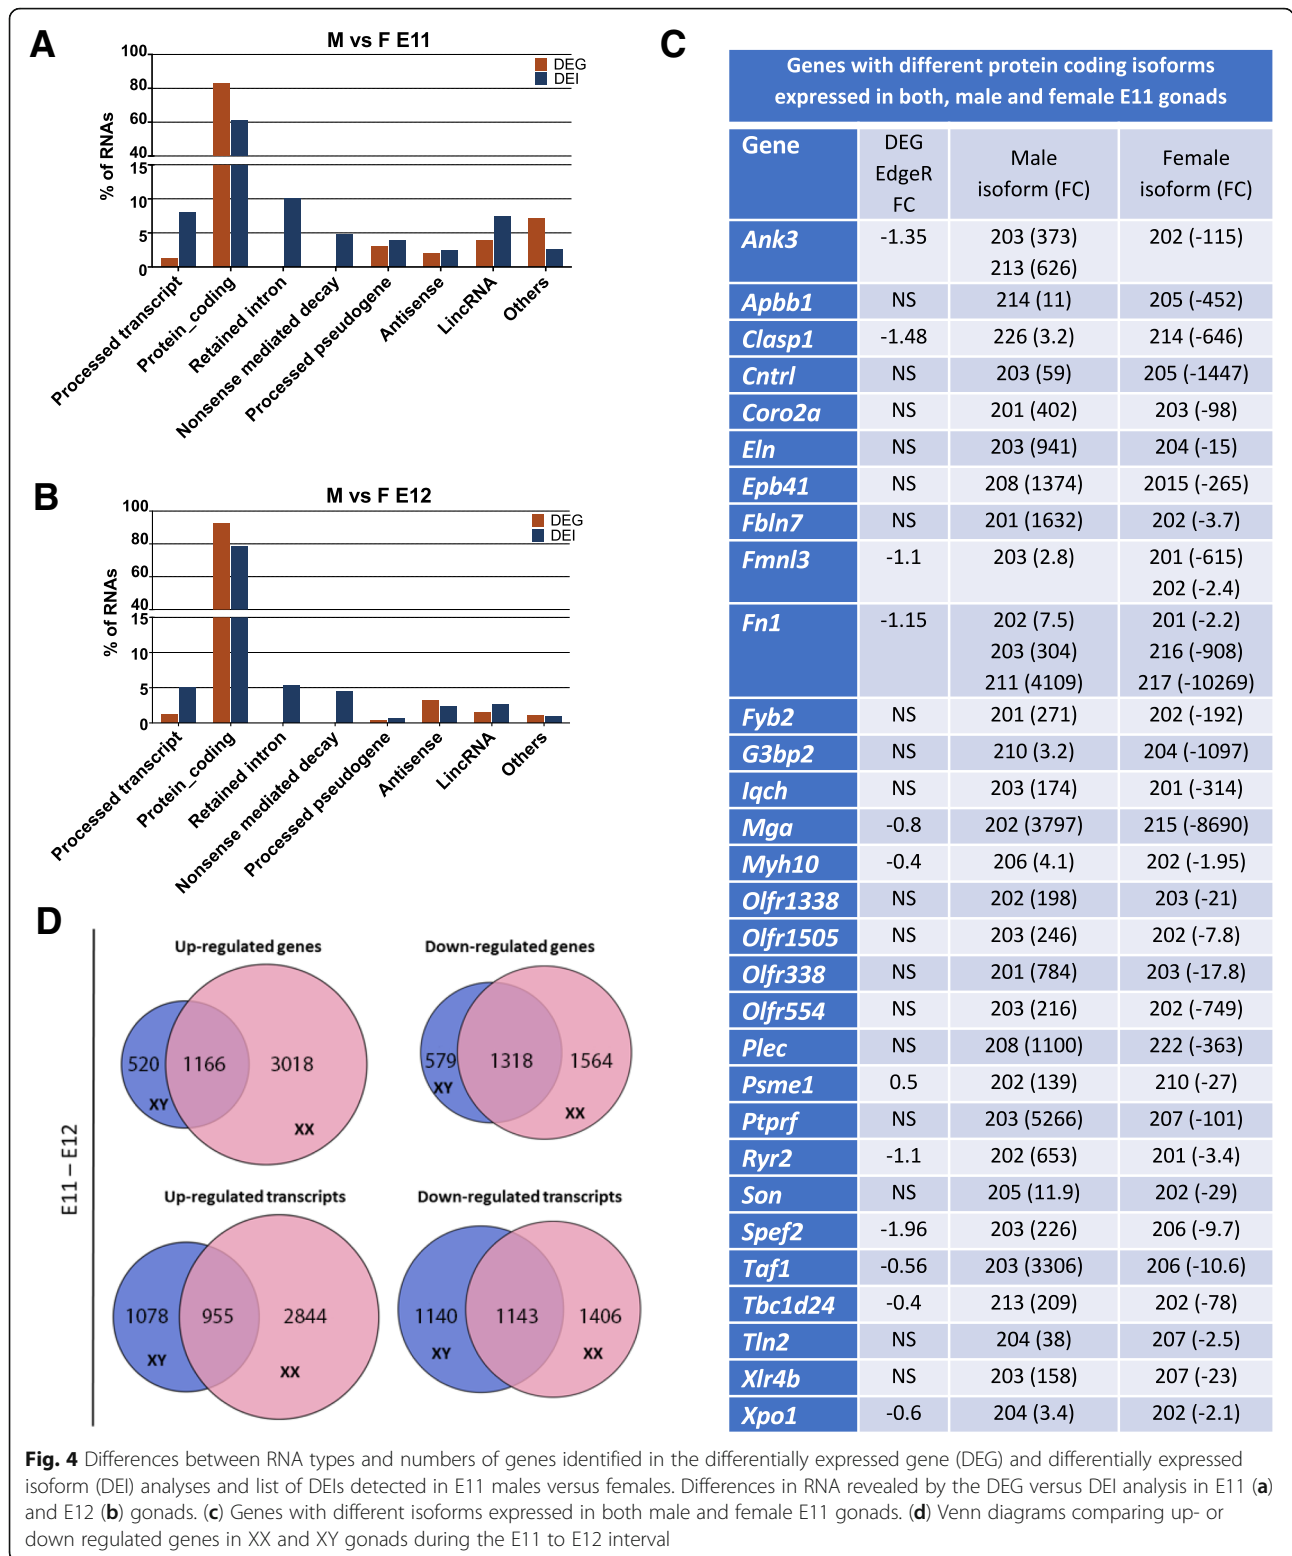 A
M vs F E11
DEG
DEI
% of RNAs
100
80
60
40
15
10
5
0
Processed transcript
Protein_coding
Retained intron
Nonsense mediated decay
Processed pseudogene
Antisense
LincRNA
Others
B
M vs F E12
DEG
DEI
% of RNAs
100
80
60
40
15
10
5
0
Processed transcript
Protein_coding
Retained intron
Nonsense mediated decay
Processed pseudogene
Antisense
LincRNA
Others
C
Genes with different protein coding isoforms
expressed in both, male and female E11 gonads
Gene DEG EdgeR FC Male isoform (FC) Female isoform (FC)
Ank3 -1.35 203 (373) 202 (-115)
213 (626)
Apbb1 NS 214 (11) 205 (-452)
Clasp1 -1.48 226 (3.2) 214 (-646)
Cntrl NS 203 (59) 205 (-1447)
Coro2a NS 201 (402) 203 (-98)
Eln NS 203 (941) 204 (-15)
Epb41 NS 208 (1374) 2015 (-265)
Fbln7 NS 201 (1632) 202 (-3.7)
Fmnl3 -1.1 203 (2.8) 201 (-615)
202 (-2.4)
Fn1 -1.15 202 (7.5) 201 (-2.2)
203 (304) 216 (-908)
211 (4109) 217 (-10269)
Fyb2 NS 201 (271) 202 (-192)
G3bp2 NS 210 (3.2) 204 (-1097)
Iqch NS 203 (174) 201 (-314)
Mga -0.8 202 (3797) 215 (-8690)
Myh10 -0.4 206 (4.1) 202 (-1.95)
Olfr1338 NS 202 (198) 203 (-21)
Olfr1505 NS 203 (246) 202 (-7.8)
Olfr338 NS 201 (784) 203 (-17.8)
Olfr554 NS 203 (216) 202 (-749)
Plec NS 208 (1100) 222 (-363)
Psme1 0.5 202 (139) 210 (-27)
Ptprf NS 203 (5266) 207 (-101)
Ryr2 -1.1 202 (653) 201 (-3.4)
Son NS 205 (11.9) 202 (-29)
Spef2 -1.96 203 (226) 206 (-9.7)
Taf1 -0.56 203 (3306) 206 (-10.6)
Tbc1d24 -0.4 213 (209) 202 (-78)
Tln2 NS 204 (38) 207 (-2.5)
Xlr4b NS 203 (158) 207 (-23)
Xpo1 -0.6 204 (3.4) 202 (-2.1)
D
E11 – E12
Up-regulated genes
520 1166 3018
XY
XX
Down-regulated genes
579 1318 1564
XY
XX
Up-regulated transcripts
1078 955 2844
XY
XX
Down-regulated transcripts
1140 1143 1406
XY XX
Fig. 4 Differences between RNA types and numbers of genes identified in the differentially expressed gene (DEG) and differentially expressed
isoform (DEI) analyses and list of DEIs detected in E11 males versus females. Differences in RNA revealed by the DEG versus DEI analysis in E11 (a)
and E12 (b) gonads. (c) Genes with different isoforms expressed in both male and female E11 gonads. (d) Venn diagrams comparing up- or
down regulated genes in XX and XY gonads during the E11 to E12 interval